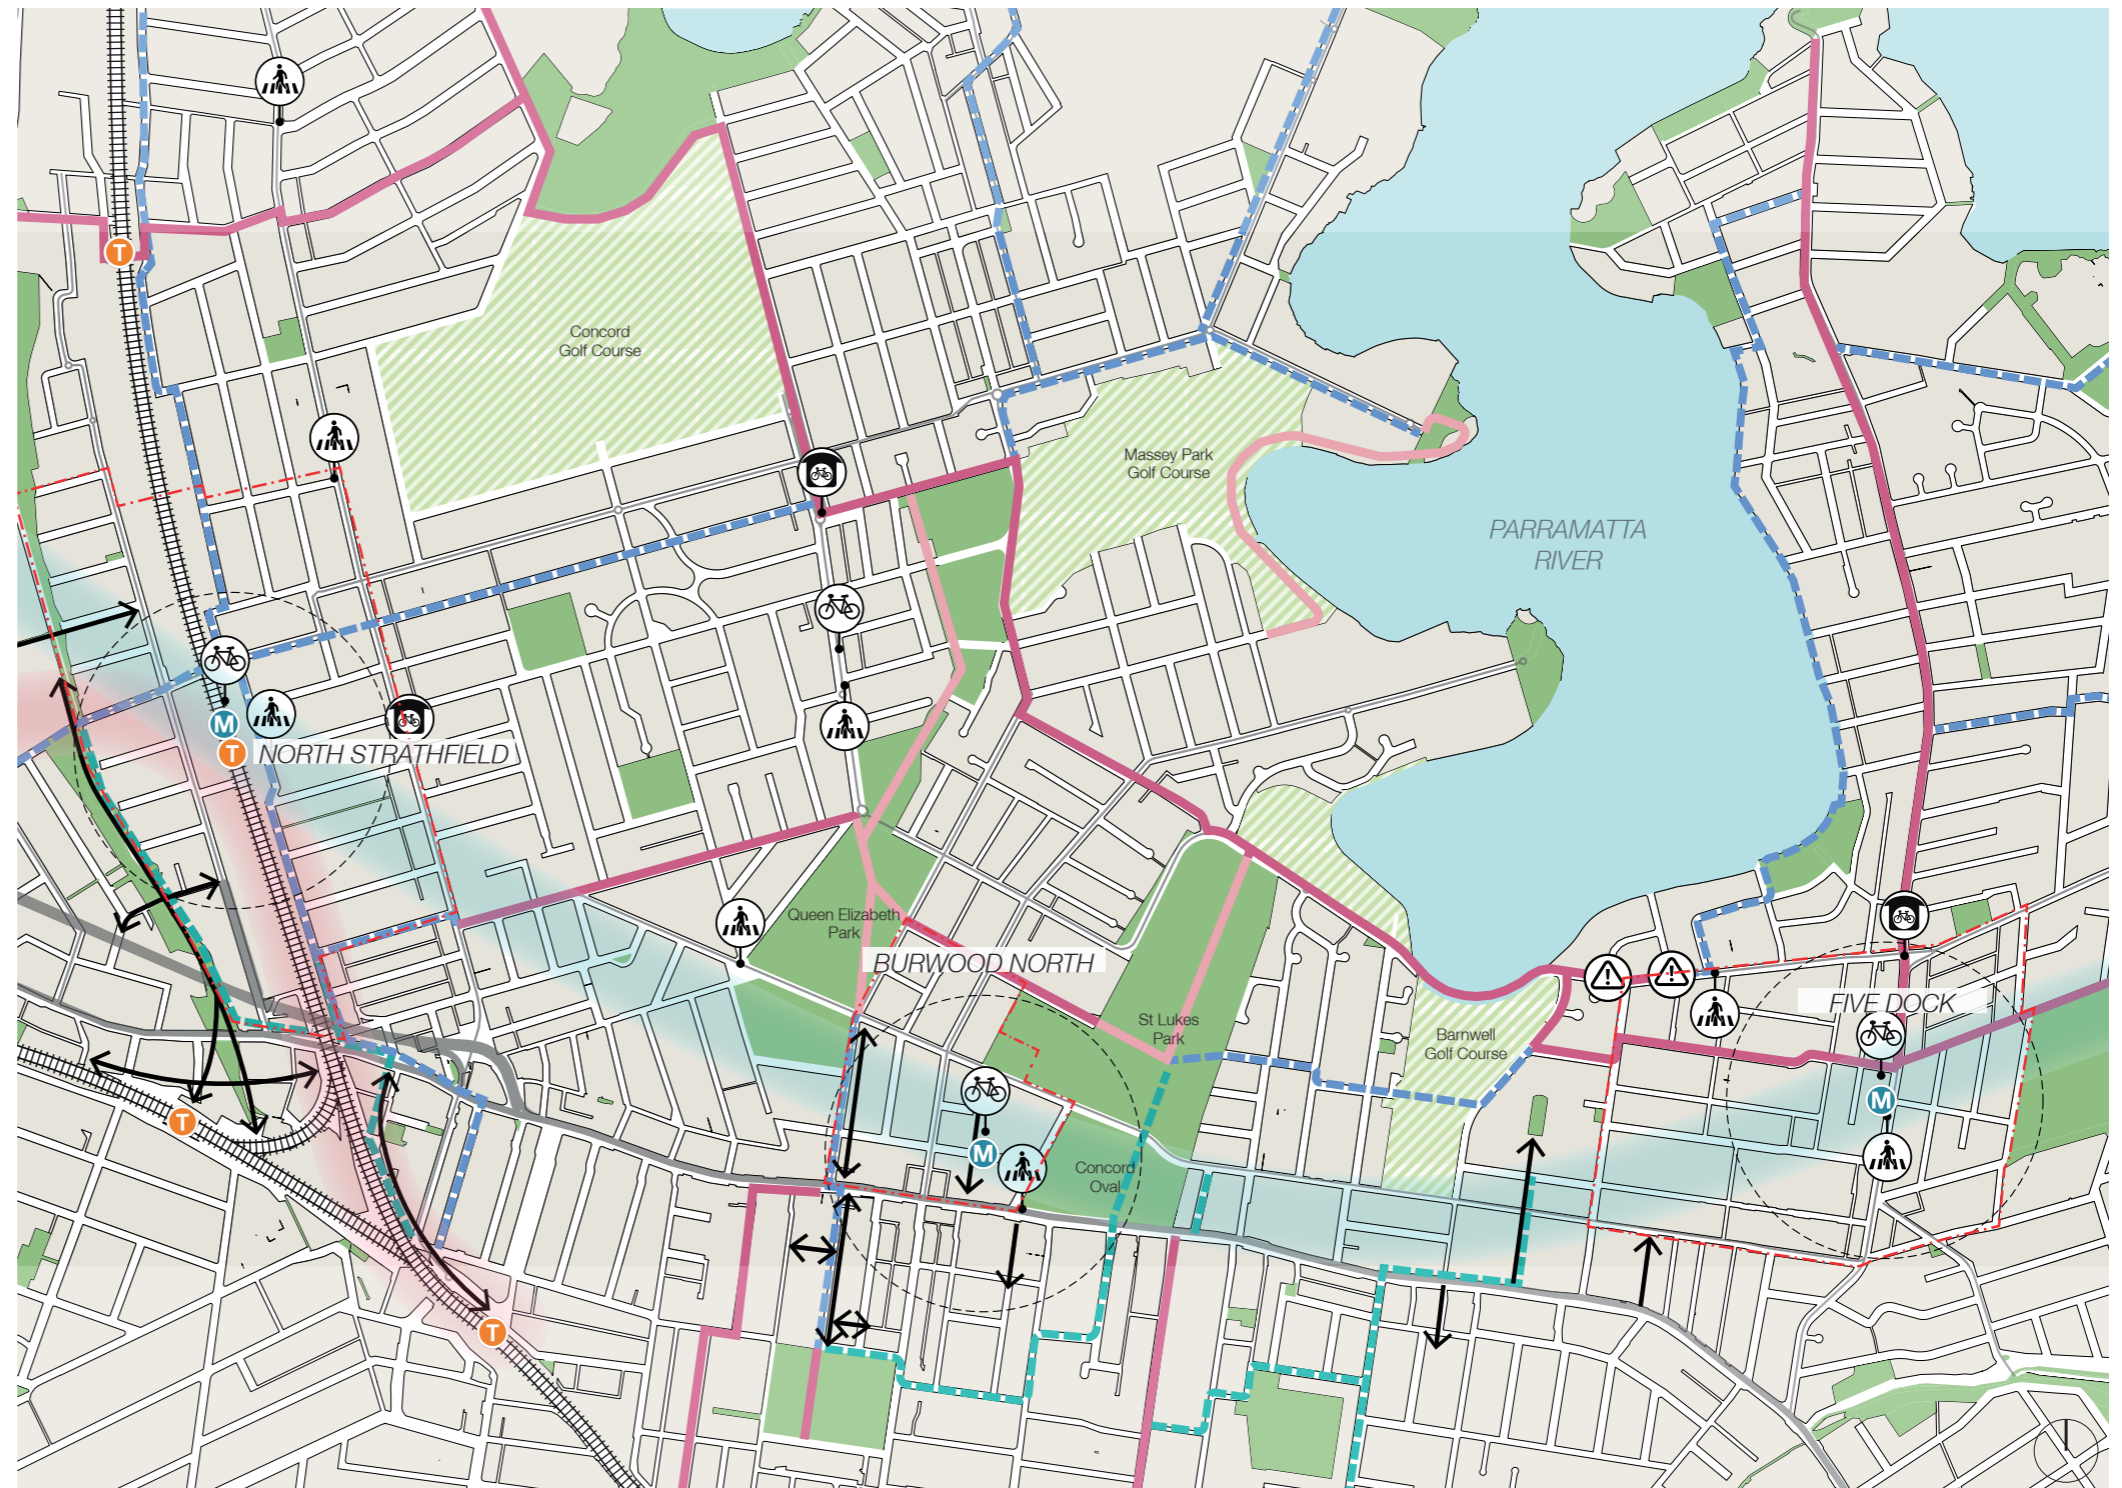 T
Concord
Golf Course
Massey Park
Golf Course
PARRAMATTA
RIVER
M
T
NORTH STRATHFIELD
Queen Elizabeth
Park
BURWOOD NORTH
FIVE DOCK
St Lukes
Park
Barnwell
Golf Course
M
T
M
Concord
Oval
T